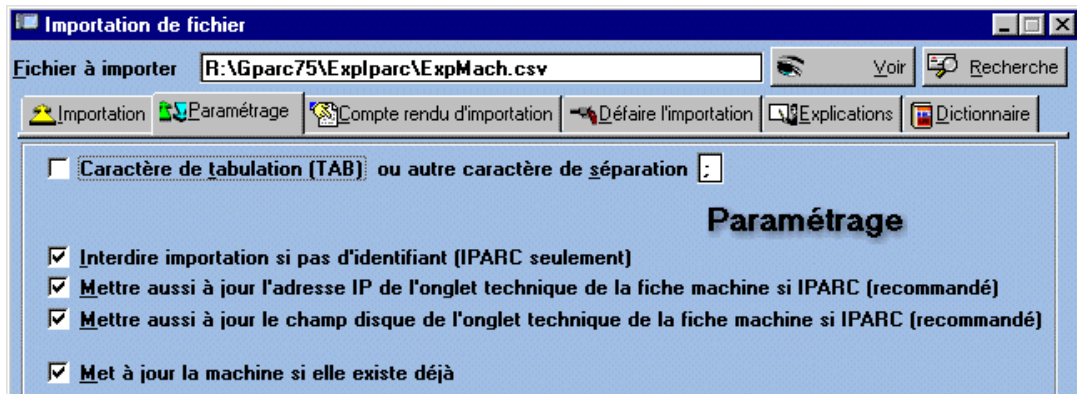 Importation de fichier
Fichier à importer R:\Gparc75\ExpIparc\ExpMach.csv Voir Recherche
Importation Paramétrage Compte rendu d'importation Défaire l'importation Explications Dictionnaire
Caractère de tabulation (TAB) ou autre caractère de séparation ;
Paramétrage
Interdire importation si pas d'identifiant (IPARC seulement)
Mettre aussi à jour l'adresse IP de l'onglet technique de la fiche machine si IPARC (recommandé)
Mettre aussi à jour le champ disque de l'onglet technique de la fiche machine si IPARC (recommandé)
Met à jour la machine si elle existe déjà